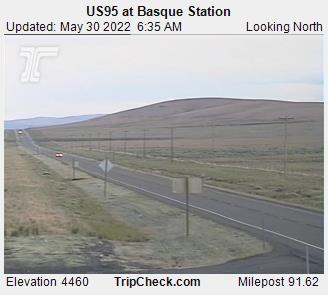 US95 at Basque Station
Updated: May 30 2022 6:35 AM Looking North
Elevation 4460 TripCheck.com Milepost 91.62